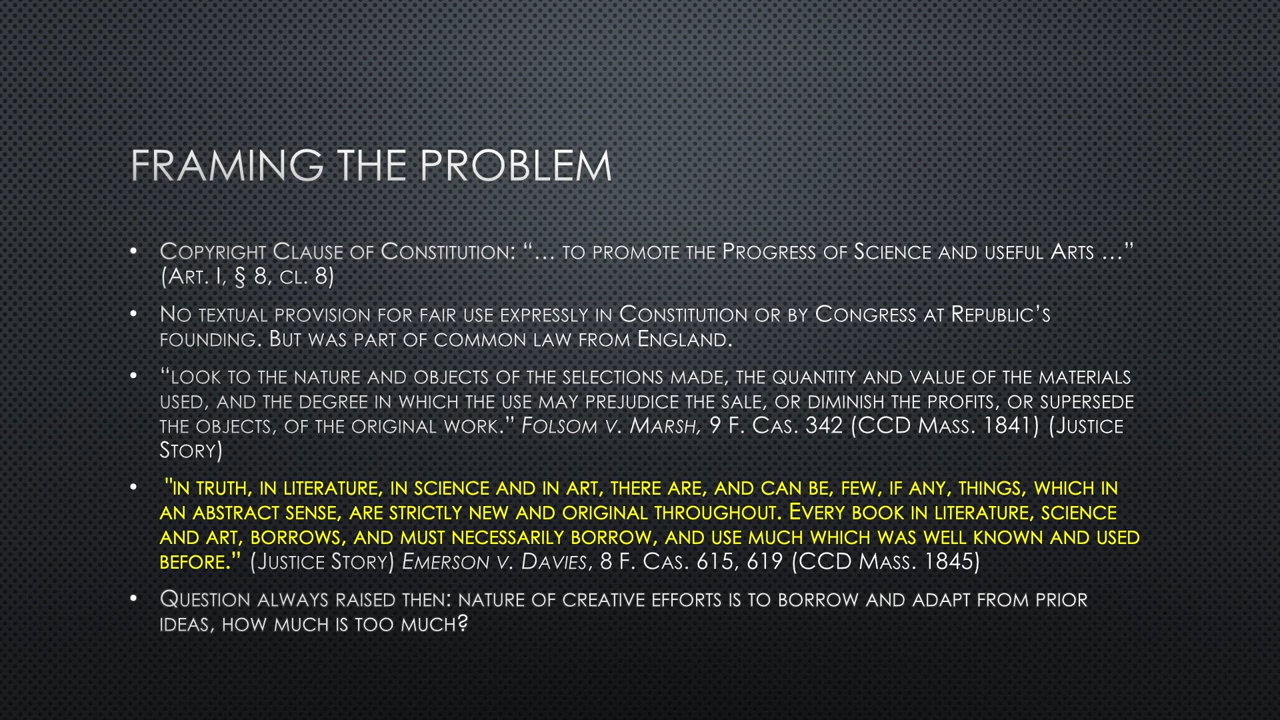 FRAMING THE PROBLEM
• COPYRIGHT CLAUSE OF CONSTITUTION: “… TO PROMOTE THE PROGRESS OF SCIENCE AND USEFUL ARTS …”
(ART. I, § 8, CL. 8)
• NO TEXTUAL PROVISION FOR FAIR USE EXPRESSLY IN CONSTITUTION OR BY CONGRESS AT REPUBLIC’S
FOUNDING. BUT WAS PART OF COMMON LAW FROM ENGLAND.
• “LOOK TO THE NATURE AND OBJECTS OF THE SELECTIONS MADE, THE QUANTITY AND VALUE OF THE MATERIALS
USED, AND THE DEGREE IN WHICH THE USE MAY PREJUDICE THE SALE, OR DIMINISH THE PROFITS, OR SUPERSEDE
THE OBJECTS, OF THE ORIGINAL WORK.” FOLSOM V. MARSH, 9 F. CAS. 342 (CCD MASS. 1841) (JUSTICE
STORY)
• "IN TRUTH, IN LITERATURE, IN SCIENCE AND IN ART, THERE ARE, AND CAN BE, FEW, IF ANY, THINGS, WHICH IN
AN ABSTRACT SENSE, ARE STRICTLY NEW AND ORIGINAL THROUGHOUT. EVERY BOOK IN LITERATURE, SCIENCE
AND ART, BORROWS, AND MUST NECESSARILY BORROW, AND USE MUCH WHICH WAS WELL KNOWN AND USED
BEFORE.” (JUSTICE STORY) EMERSON V. DAVIES, 8 F. CAS. 615, 619 (CCD MASS. 1845)
• QUESTION ALWAYS RAISED THEN: NATURE OF CREATIVE EFFORTS IS TO BORROW AND ADAPT FROM PRIOR
IDEAS, HOW MUCH IS TOO MUCH?